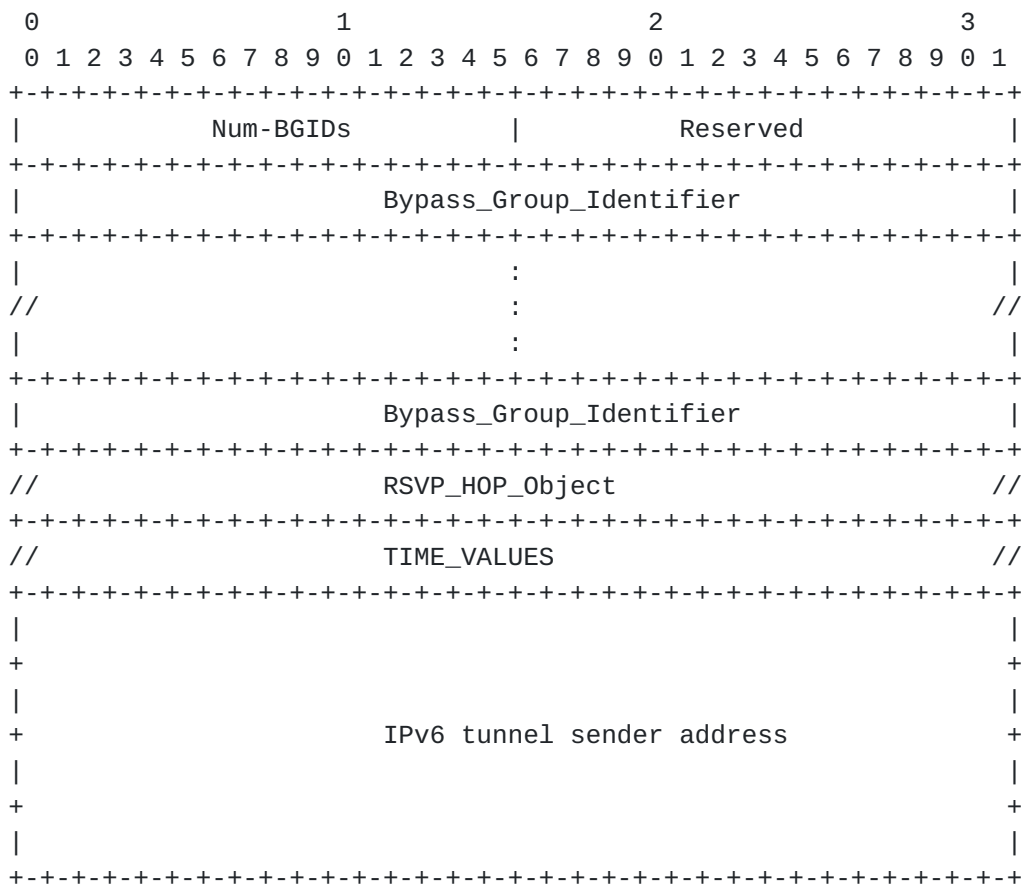 0                   1                   2                   3
 0 1 2 3 4 5 6 7 8 9 0 1 2 3 4 5 6 7 8 9 0 1 2 3 4 5 6 7 8 9 0 1
+-+-+-+-+-+-+-+-+-+-+-+-+-+-+-+-+-+-+-+-+-+-+-+-+-+-+-+-+-+-+-+-+
|            Num-BGIDs          |          Reserved             |
+-+-+-+-+-+-+-+-+-+-+-+-+-+-+-+-+-+-+-+-+-+-+-+-+-+-+-+-+-+-+-+-+
|                       Bypass_Group_Identifier                 |
+-+-+-+-+-+-+-+-+-+-+-+-+-+-+-+-+-+-+-+-+-+-+-+-+-+-+-+-+-+-+-+-+
|                               :                               |
//                              :                              //
|                               :                               |
+-+-+-+-+-+-+-+-+-+-+-+-+-+-+-+-+-+-+-+-+-+-+-+-+-+-+-+-+-+-+-+-+
|                       Bypass_Group_Identifier                 |
+-+-+-+-+-+-+-+-+-+-+-+-+-+-+-+-+-+-+-+-+-+-+-+-+-+-+-+-+-+-+-+-+
//                      RSVP_HOP_Object                        //
+-+-+-+-+-+-+-+-+-+-+-+-+-+-+-+-+-+-+-+-+-+-+-+-+-+-+-+-+-+-+-+-+
//                      TIME_VALUES                            //
+-+-+-+-+-+-+-+-+-+-+-+-+-+-+-+-+-+-+-+-+-+-+-+-+-+-+-+-+-+-+-+-+
|                                                               |
+                                                               +
|                                                               |
+                       IPv6 tunnel sender address              +
|                                                               |
+                                                               +
|                                                               |
+-+-+-+-+-+-+-+-+-+-+-+-+-+-+-+-+-+-+-+-+-+-+-+-+-+-+-+-+-+-+-+-+